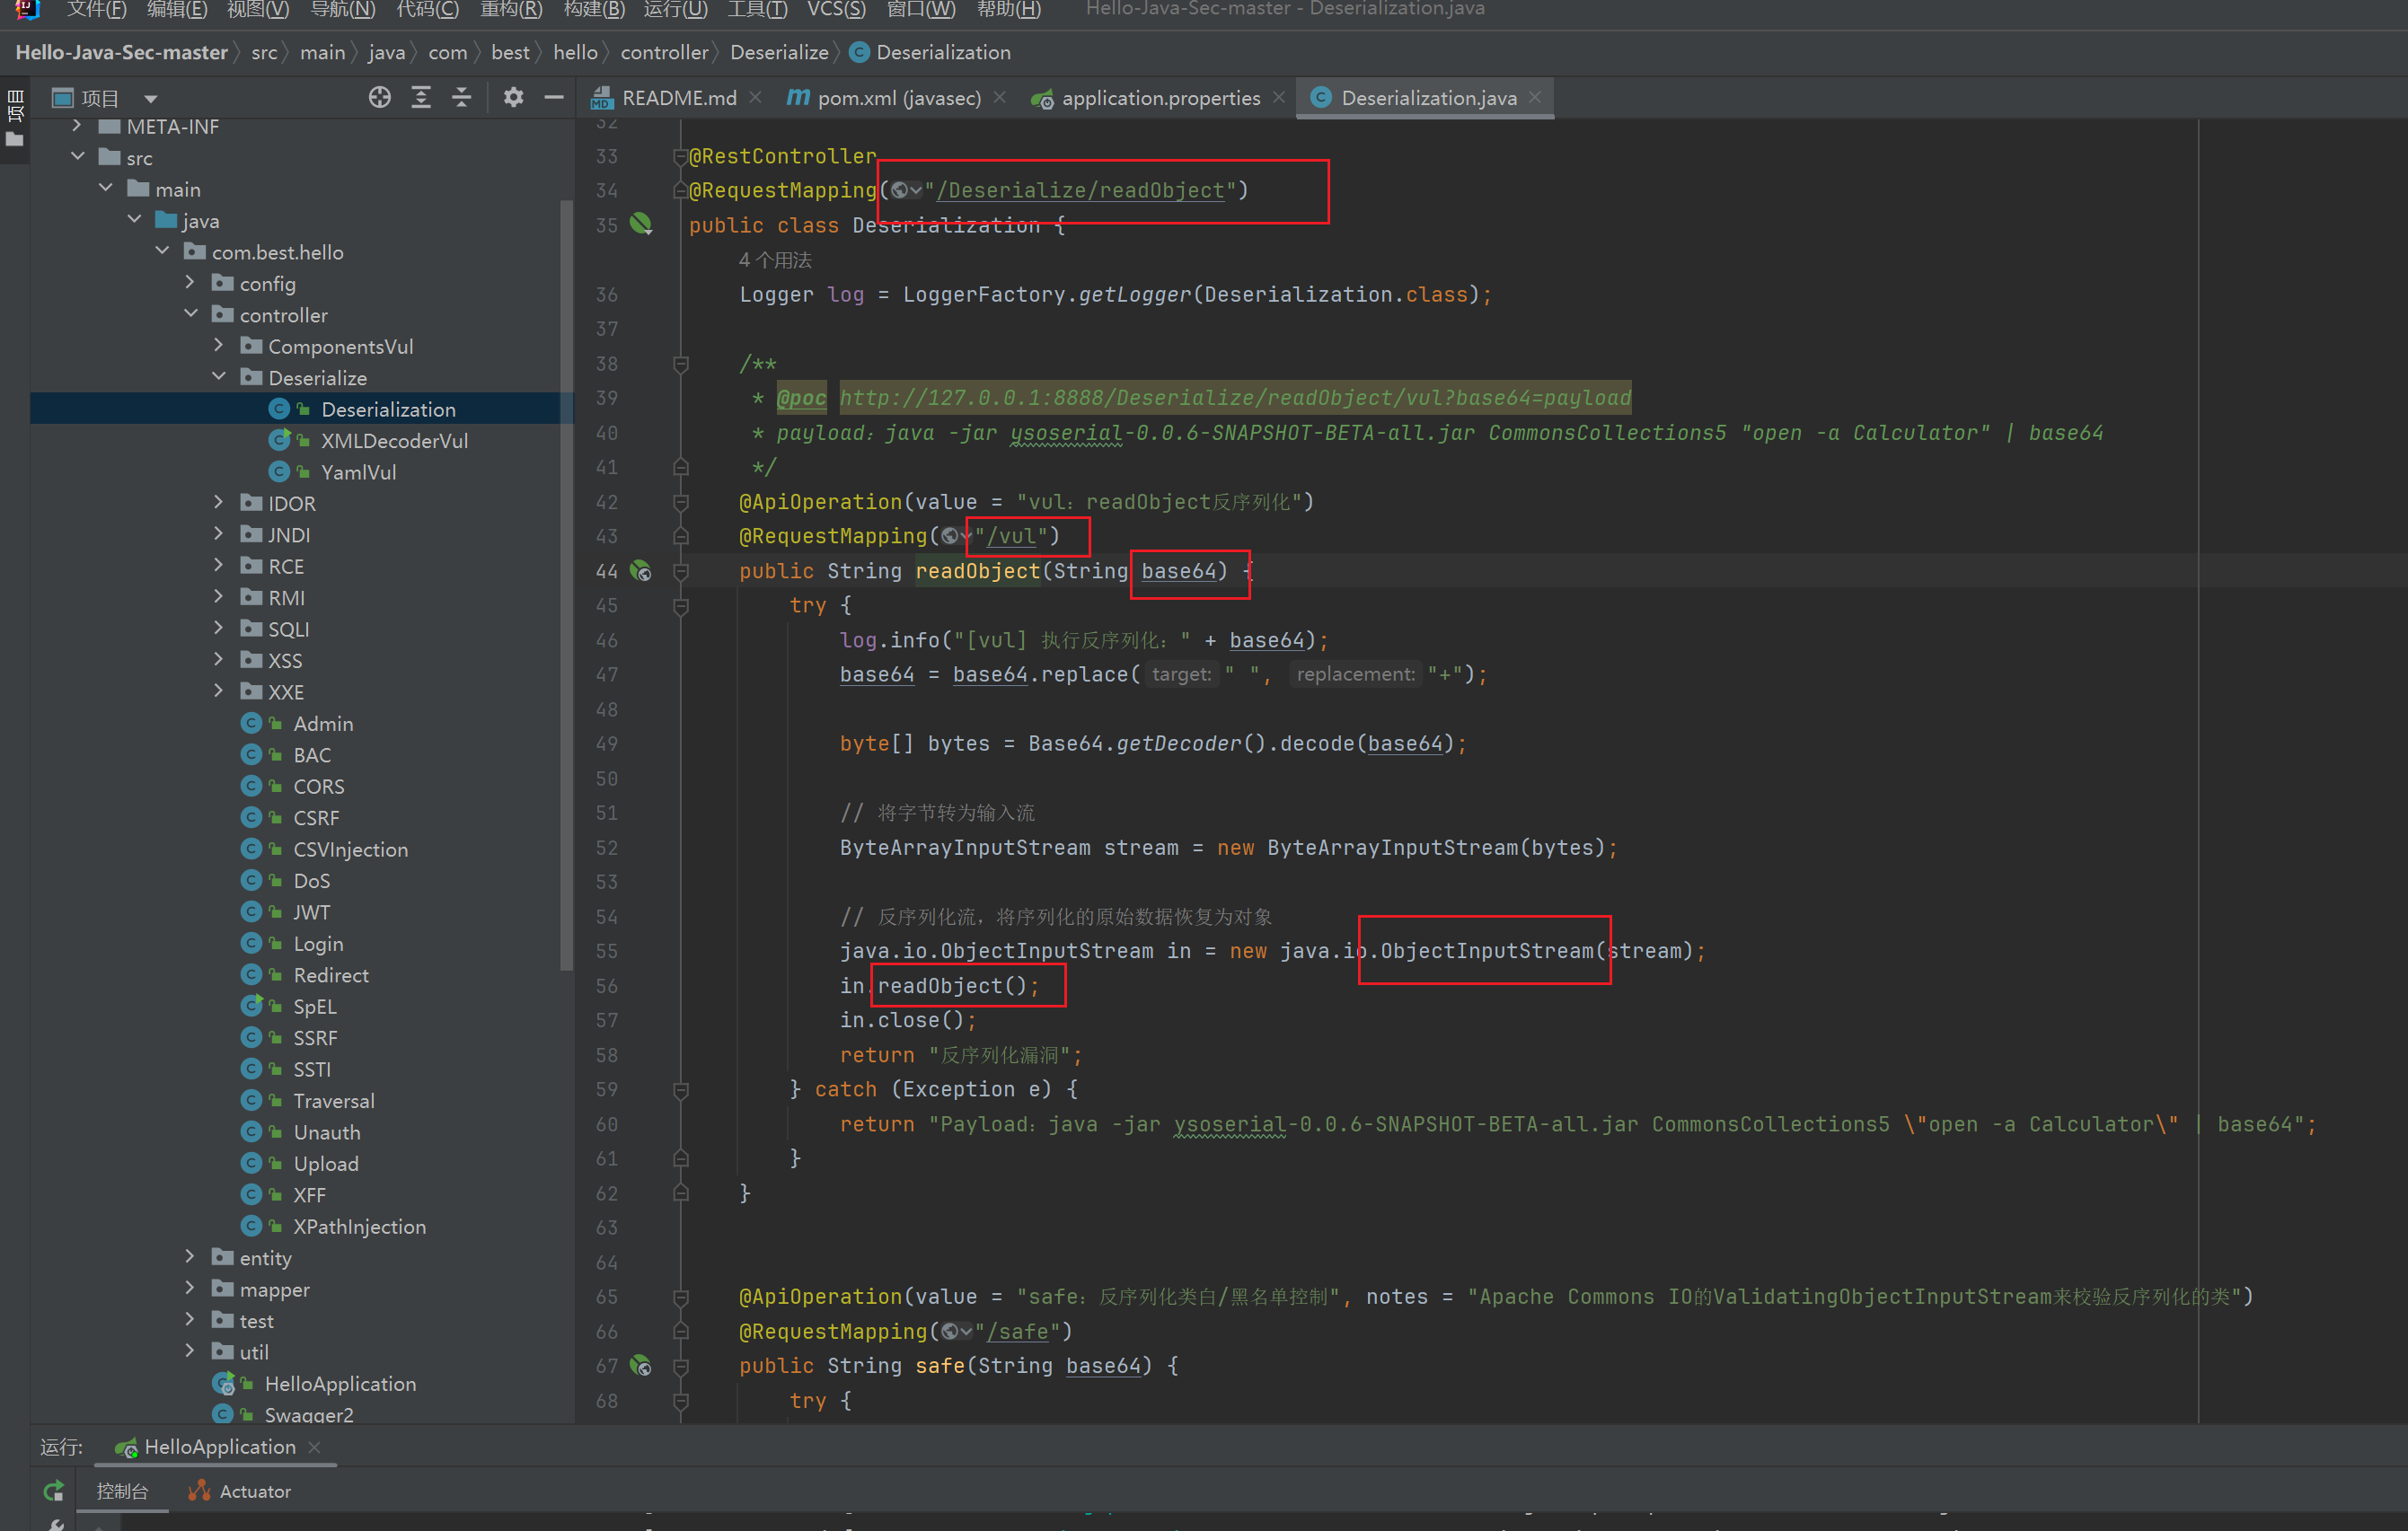 文件(F) 编辑(E) 视图(V) 导航(N) 代码(C) 重构(R) 构建(B) 运行(U) 工具(T) VCS(S) 窗口(W) 帮助(H) Hello-Java-Sec-master - Deserialization.java
Hello-Java-Sec-master src main java com best hello controller Deserialize Deserialization
项目
项目
README.md pom.xml (javasec) application.properties Deserialization.java
META-INF
src
main
java
com.best.hello
config
controller
ComponentsVul
Deserialize
Deserialization
XMLDecoderVul
YamlVul
IDOR
JNDI
RCE
RMI
SQLI
XSS
XXE
Admin
BAC
CORS
CSRF
CSVInjection
DoS
JWT
Login
Redirect
SpEL
SSRF
SSTI
Traversal
Unauth
Upload
XFF
XPathInjection
entity
mapper
test
util
HelloApplication
Swagger2
32
33 @RestController
34 @RequestMapping("/Deserialize/readObject")
35 public class Deserialization {
4 个用法
36 Logger log = LoggerFactory.getLogger(Deserialization.class);
37
38 /**
39 * @poc http://127.0.0.1:8888/Deserialize/readObject/vul?base64=payload
40 * payload：java -jar ysoserial-0.0.6-SNAPSHOT-BETA-all.jar CommonsCollections5 "open -a Calculator" | base64
41 */
42 @ApiOperation(value = "vul：readObject反序列化")
43 @RequestMapping("/vul")
44 public String readObject(String base64) {
45 try {
46 log.info("[vul] 执行反序列化：" + base64);
47 base64 = base64.replace( target: " ", replacement: "+");
48
49 byte[] bytes = Base64.getDecoder().decode(base64);
50
51 // 将字节转为输入流
52 ByteArrayInputStream stream = new ByteArrayInputStream(bytes);
53
54 // 反序列化流，将序列化的原始数据恢复为对象
55 java.io.ObjectInputStream in = new java.io.ObjectInputStream(stream);
56 in.readObject();
57 in.close();
58 return "反序列化漏洞";
59 } catch (Exception e) {
60 return "Payload：java -jar ysoserial-0.0.6-SNAPSHOT-BETA-all.jar CommonsCollections5 \"open -a Calculator\" | base64";
61 }
62 }
63
64
65 @ApiOperation(value = "safe：反序列化类白/黑名单控制", notes = "Apache Commons IO的ValidatingObjectInputStream来校验反序列化的类")
66 @RequestMapping("/safe")
67 public String safe(String base64) {
68 try {
运行: HelloApplication
控制台 Actuator